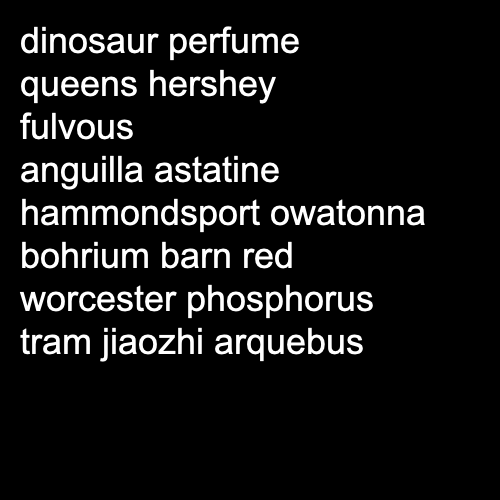 dinosaur perfume
queens hershey
fulvous
anguilla astatine
hammondsport owatonna
bohrium barn red
worcester phosphorus
tram jiaozhi arquebus